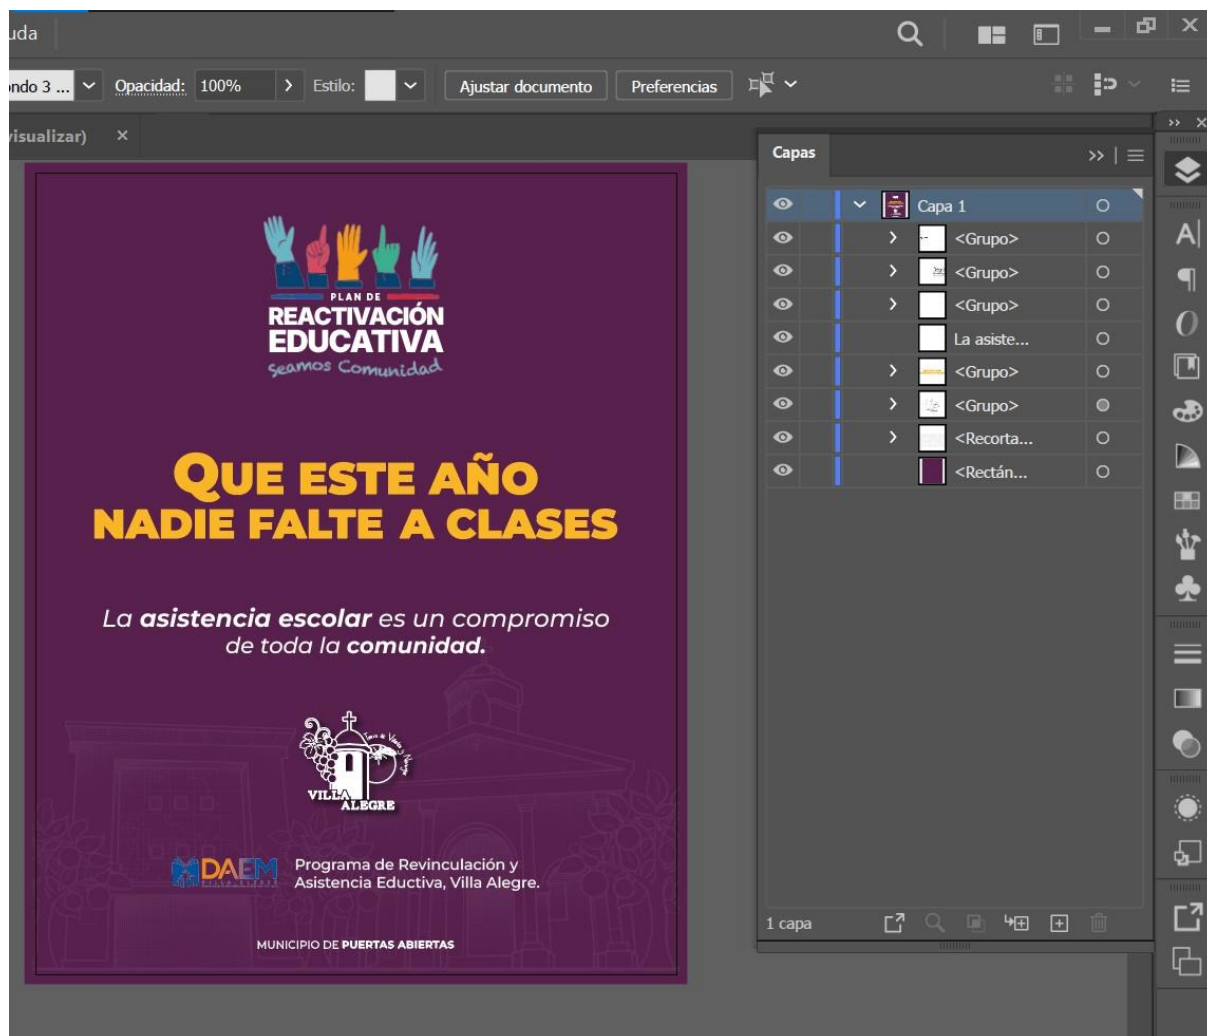 uda
ondo 3 ...
Opacidad:
100%
Estilo:
Ajustar documento
Preferencias
visualizar)
Capas
Capa 1
<Grupo>
<Grupo>
<Grupo>
La asiste...
<Grupo>
<Grupo>
<Recorta...
<Rectán...
1 capa
PLAN DE
REACTIVACIÓN
EDUCATIVA
Seamos Comunidad
QUE ESTE AÑO
NADIE FALTE A CLASES
La asistencia escolar es un compromiso
de toda la comunidad.
VILLA
ALEGRE
DAEM
Programa de Revinculación y
Asistencia Eductiva, Villa Alegre.
MUNICIPIO DE PUERTAS ABIERTAS